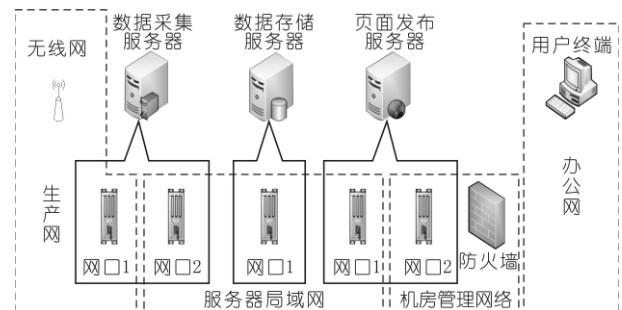 数据采集
服务器
数据存储
服务器
页面发布
服务器
无线网
用户终端
生
产
网
办
公
网
网口1
网口2
网口1
网口1
网口2
防火墙
服务器局域网
机房管理网络